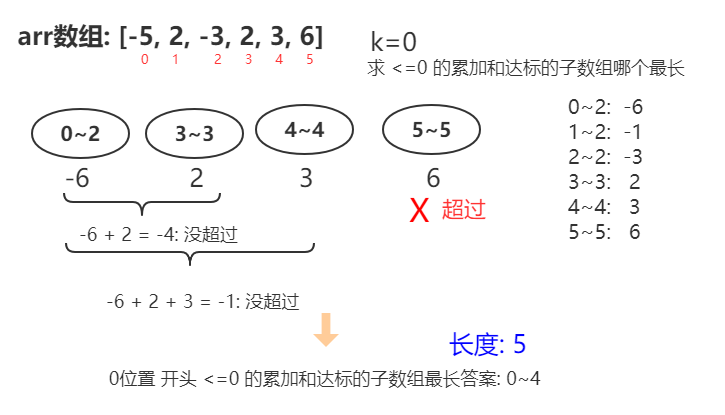 arr数组: [-5, 2, -3, 2, 3, 6]
0 1 2 3 4 5
k=0
求 <=0 的累加和达标的子数组哪个最长
0~2 3~3 4~4 5~5
-6 2 3 6
X 超过
-6 + 2 = -4: 没超过
-6 + 2 + 3 = -1: 没超过
0~2: -6
1~2: -1
2~2: -3
3~3: 2
4~4: 3
5~5: 6
长度: 5
0位置 开头 <=0 的累加和达标的子数组最长答案: 0~4